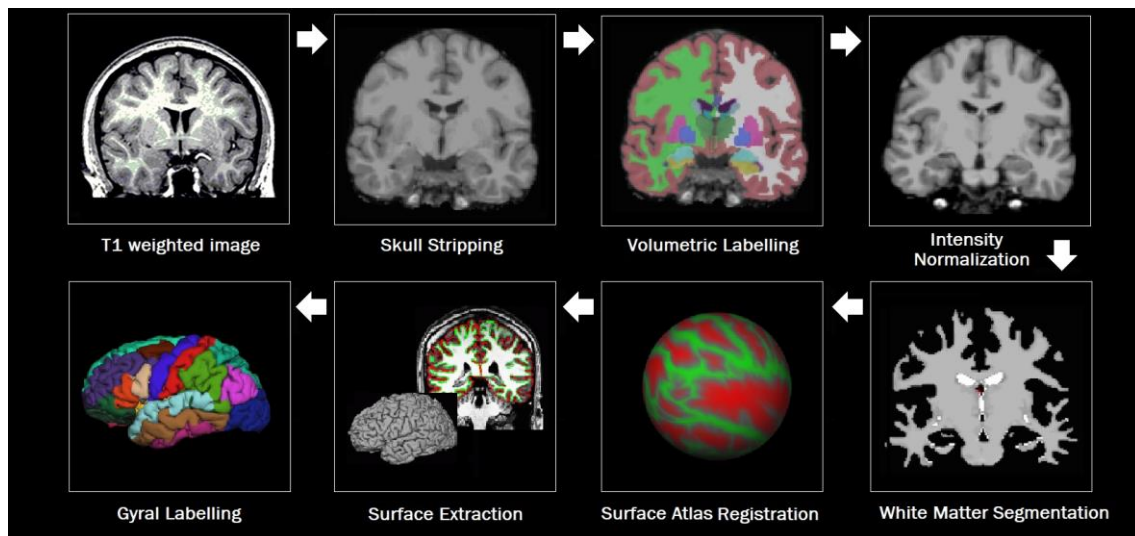 T1 weighted image
Skull Stripping
Volumetric Labelling
Intensity
Normalization
Gyral Labelling
Surface Extraction
Surface Atlas Registration
White Matter Segmentation